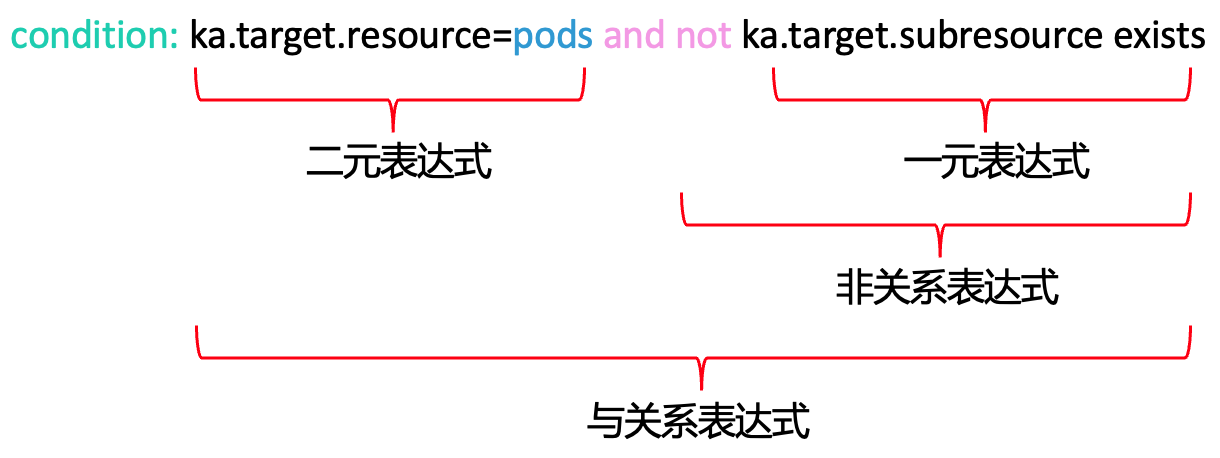 condition: ka.target.resource=pods and not ka.target.subresource exists
二元表达式
一元表达式
非关系表达式
与关系表达式